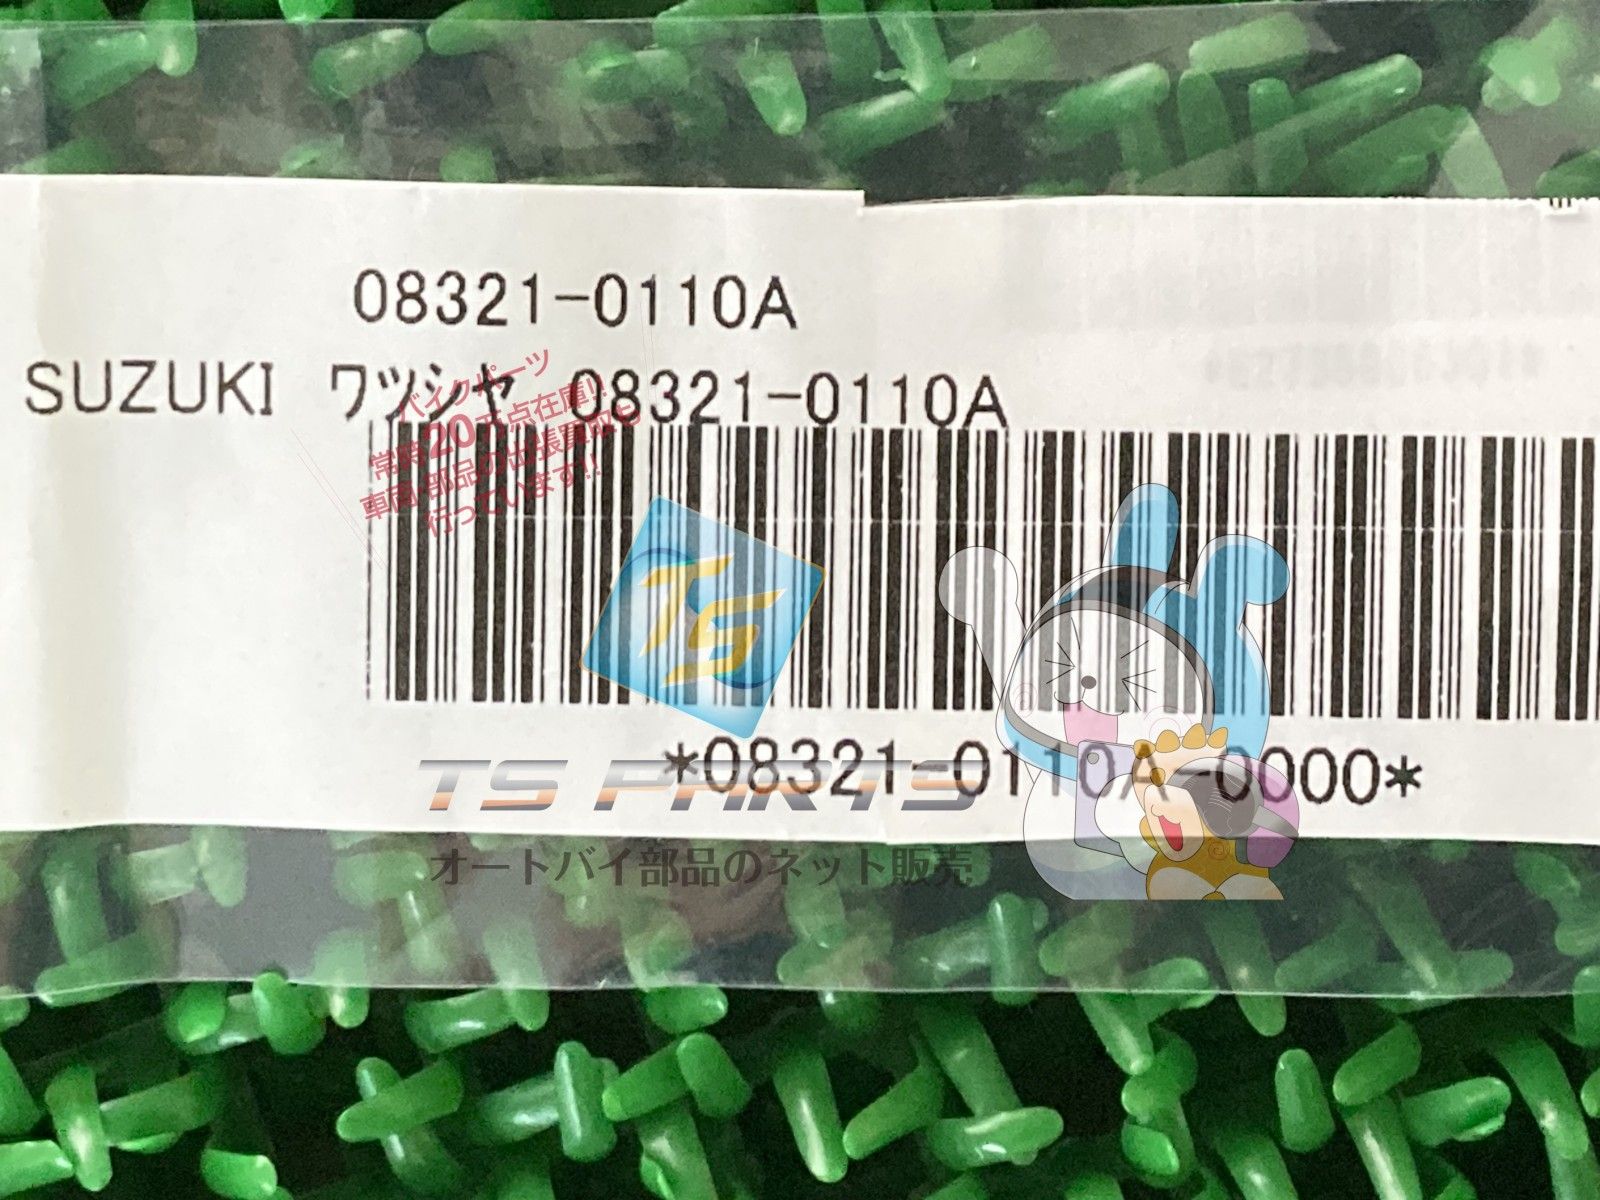 08321-0110A
SUZUKI ワツシヤ 08321-0110A
バイクパーツ
常時20万点在庫!!
車両・部品の出張買取も
行っています!!
TS
*08321-0110A-0000*
TS PARTS
オートバイ部品のネット販売